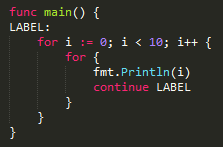 func main() {
LABEL:
    for i := 0; i < 10; i++ {
        for {
            fmt.Println(i)
            continue LABEL
        }
    }
}